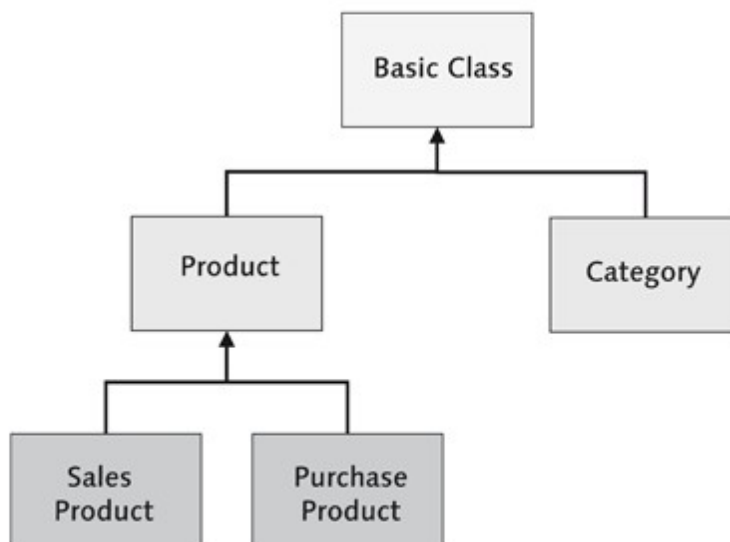 Basic Class
Product
Category
Sales
Product
Purchase
Product